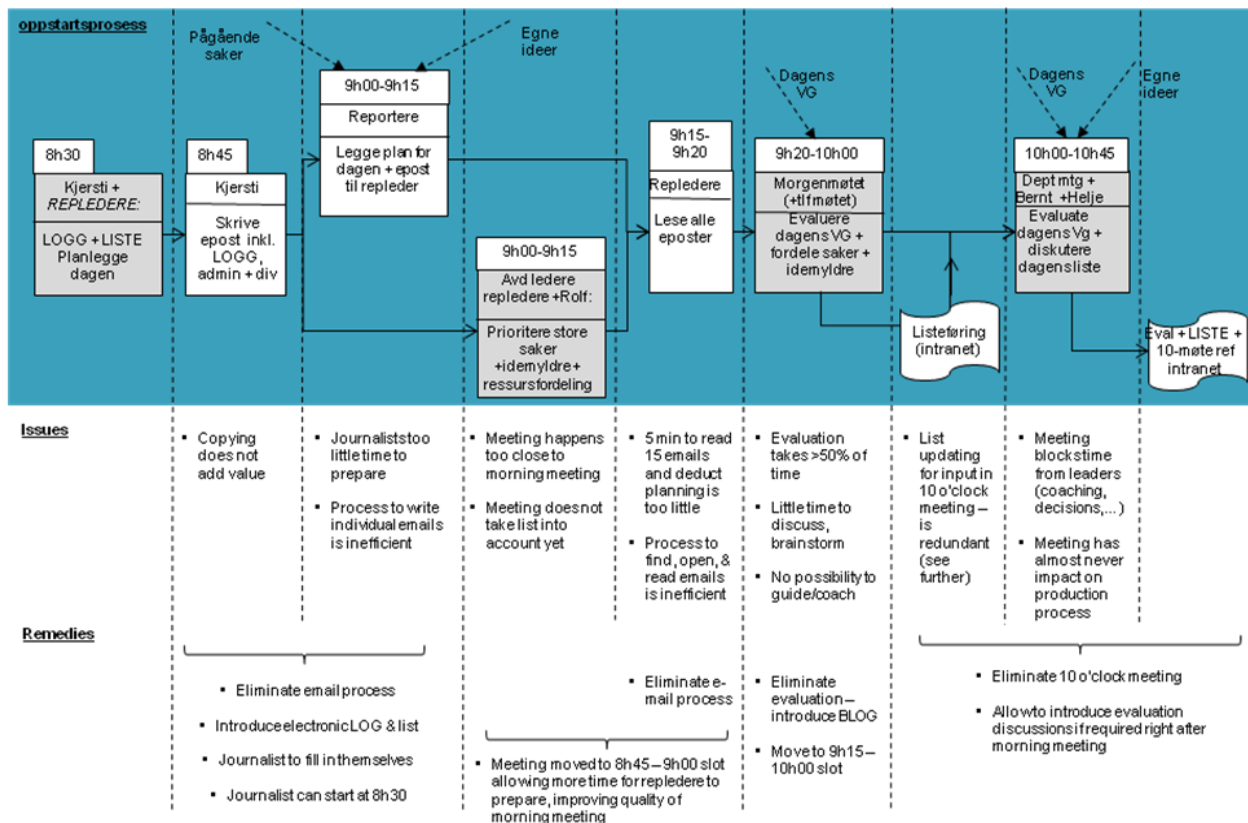 oppstartsprosess
Pågående
saker
Egne
ideer
9h00-9h15
Reportere
Legge plan for
dagen + epost
til repleder
8h30
Kjersti +
REPLEDERE:
LOGG + LISTE
Planlegge
dagen
8h45
Kjersti
Skrive
epost inkl.
LOGG,
admin + div
9h00-9h15
Avd ledere
repledere +Rolf:
Prioritere store
saker
+idemyldre+
ressursfordeling
9h15-
9h20
Repledere
Lese alle
eposter
Dagens
VG
9h20-10h00
Morgenmøtet
(+tlf møtet)
Evaluere
dagens VG +
fordele saker +
idemyldre
Listeføring
(intranet)
Dagens
VG
Egne
ideer
10h00-10h45
Dept mtg +
Bernt +Helje
Evaluate
dagens Vg +
diskutere
dagens liste
Eval + LISTE +
10-møte ref
intranet
Issues
▪ Copying
does not
add value
▪ Journalists too
little time to
prepare
▪ Process to write
individual emails
is inefficient
▪ Meeting happens
too close to
morning meeting
▪ Meeting does not
take list into
account yet
▪ 5 min to read
15 emails
and deduct
planning is
too little
▪ Process to
find, open, &
read emails
is inefficient
▪ Evaluation
takes >50% of
time
▪ Little time to
discuss,
brainstorm
▪ No possibility to
guide/coach
▪ List
updating
for input in
10 o'clock
meeting –
is
redundant
(see
further)
▪ Meeting
blocks time
from leaders
(coaching,
decisions,...)
▪ Meeting has
almost never
impact on
production
process
Remedies
▪ Eliminate email process
▪ Introduce electronic LOG & list
▪ Journalist to fill in themselves
▪ Journalist can start at 8h30
▪ Meeting moved to 8h45 – 9h00 slot
allowing more time for repledere to
prepare, improving quality of
morning meeting
▪ Eliminate e-
mail process
▪ Eliminate
evaluation –
introduce BLOG
▪ Move to 9h15 –
10h00 slot
▪ Eliminate 10 o'clock meeting
▪ Allow to introduce evaluation
discussions if required right after
morning meeting